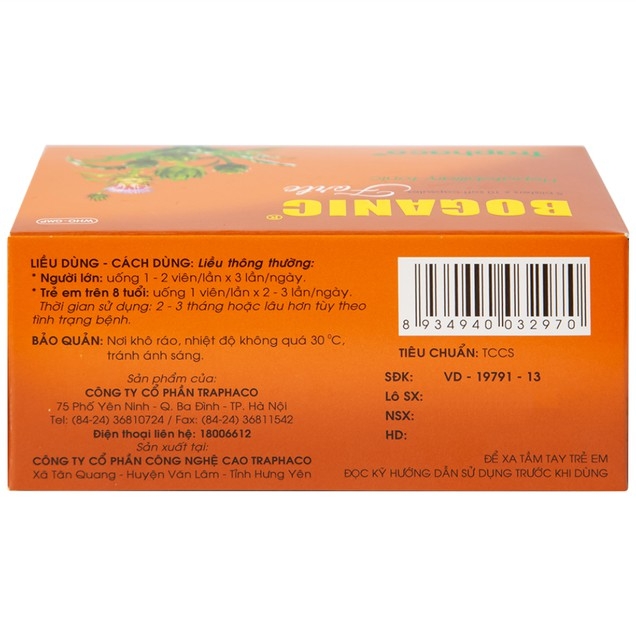 traphaco
BOGANIC®
Forte
WHO-GMP
LIỀU DÙNG - CÁCH DÙNG: Liều thông thường:
* Người lớn: uống 1 - 2 viên/lần x 3 lần/ngày.
* Trẻ em trên 8 tuổi: uống 1 viên/lần x 2 - 3 lần/ngày.
Thời gian sử dụng: 2 - 3 tháng hoặc lâu hơn tùy theo
tình trạng bệnh.
BẢO QUẢN: Nơi khô ráo, nhiệt độ không quá 30 °C,
tránh ánh sáng.
Sản phẩm của:
CÔNG TY CỔ PHẦN TRAPHACO
75 Phố Yên Ninh - Q. Ba Đình - TP. Hà Nội
Tel: (84-24) 36810724 / Fax: (84-24) 36811542
Điện thoại liên hệ: 18006612
Sản xuất tại:
CÔNG TY CỔ PHẦN CÔNG NGHỆ CAO TRAPHACO
Xã Tân Quang - Huyện Văn Lâm - Tỉnh Hưng Yên
8 934940 032970
TIÊU CHUẨN: TCCS
SĐK: VD - 19791 - 13
Lô SX:
NSX:
HD:
ĐỂ XA TẦM TAY TRẺ EM
ĐỌC KỸ HƯỚNG DẪN SỬ DỤNG TRƯỚC KHI DÙNG